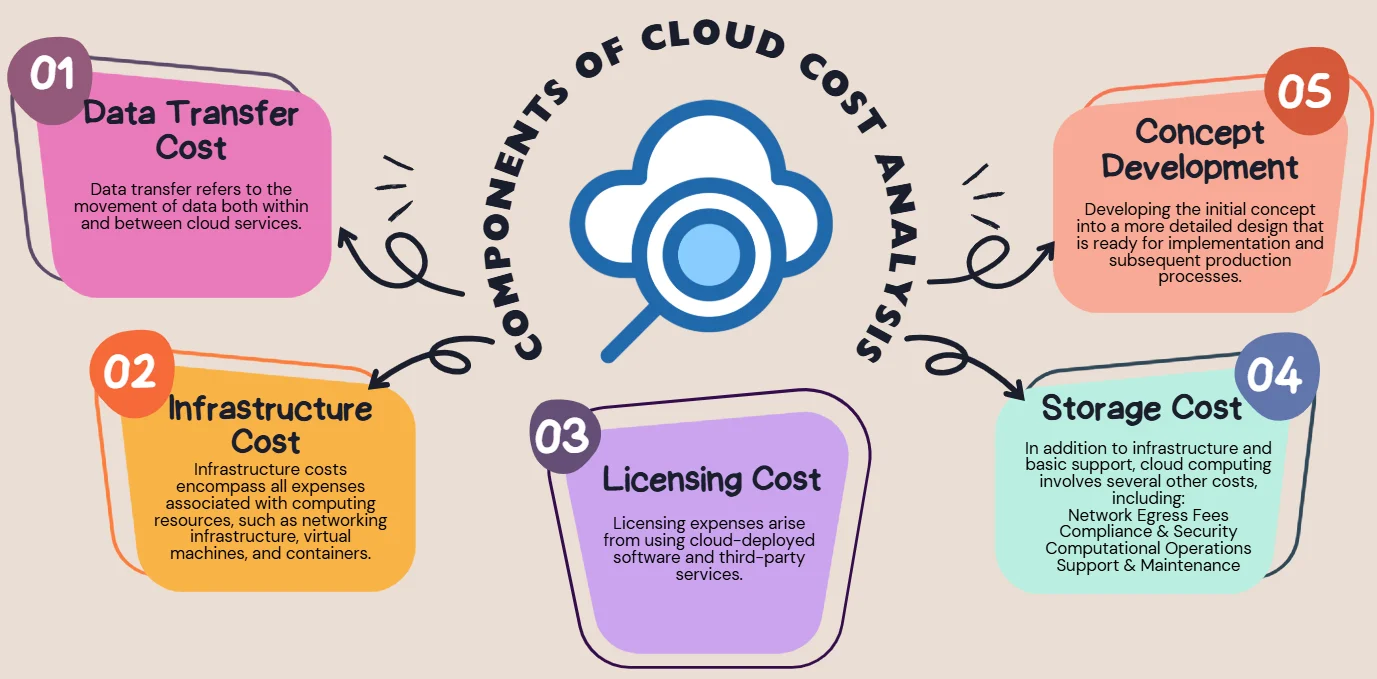 COMPONENTS OF CLOUD COST ANALYSIS
01
Data Transfer
Cost
Data transfer refers to the
movement of data both within
and between cloud services.
02
Infrastructure
Cost
Infrastructure costs
encompass all expenses
associated with computing
resources, such as networking
infrastructure, virtual
machines, and containers.
03
Licensing Cost
Licensing expenses arise
from using cloud-deployed
software and third-party
services.
04
Storage Cost
In addition to infrastructure and
basic support, cloud computing
involves several other costs,
including:
Network Egress Fees
Compliance & Security
Computational Operations
Support & Maintenance
05
Concept
Development
Developing the initial concept
into a more detailed design that
is ready for implementation and
subsequent production
processes.